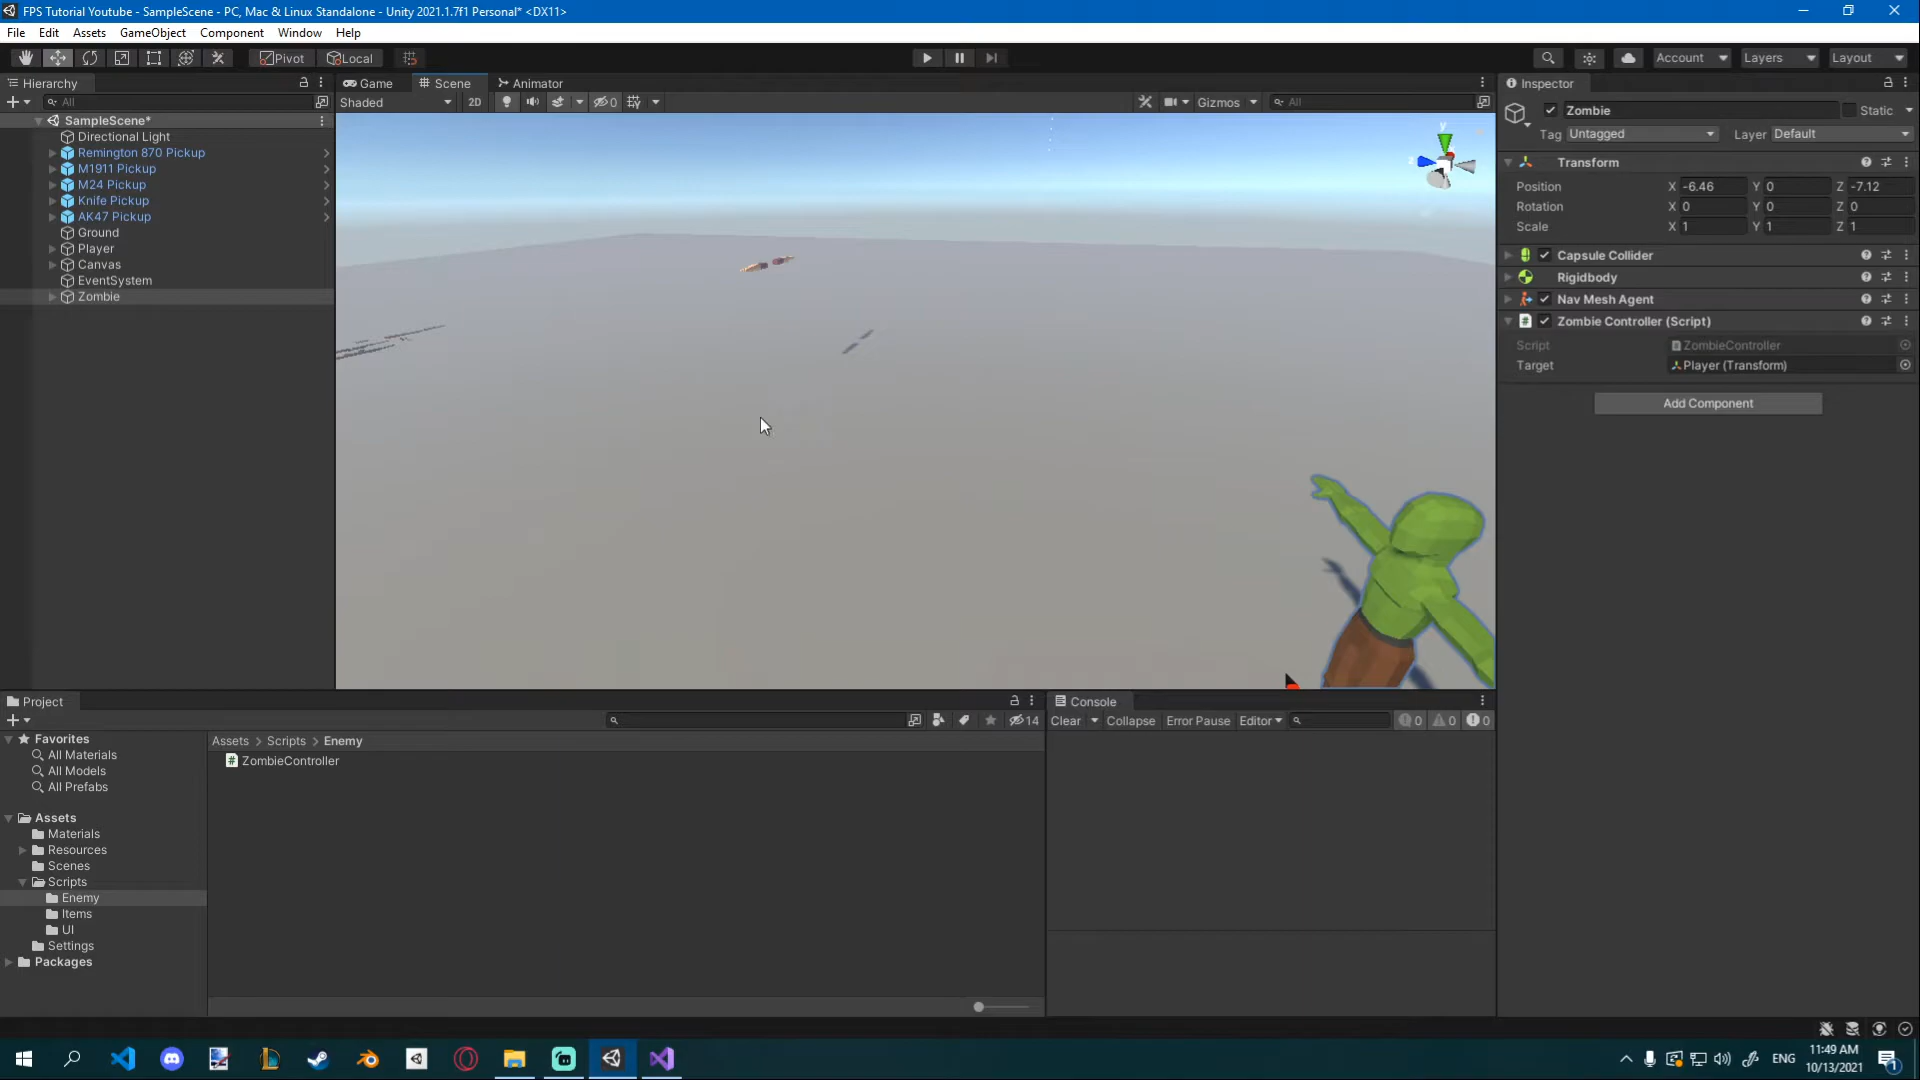 FPS Tutorial Youtube - SampleScene - PC, Mac & Linux Standalone - Unity 2021.1.7f1 Personal* <DX11>
File Edit Assets GameObject Component Window Help
Pivot Local Account Layers Layout
Hierarchy
All
SampleScene*
Directional Light
Remington 870 Pickup
M1911 Pickup
M24 Pickup
Knife Pickup
AK47 Pickup
Ground
Player
Canvas
EventSystem
Zombie
Game Scene Animator
Shaded 2D 0 Gizmos All
y
z
Inspector
Zombie Static
Tag Untagged Layer Default
Transform
Position X -6.46 Y 0 Z -7.12
Rotation X 0 Y 0 Z 0
Scale X 1 Y 1 Z 1
Capsule Collider
Rigidbody
Nav Mesh Agent
Zombie Controller (Script)
Script ZombieController
Target Player (Transform)
Add Component
Project
14
Favorites
All Materials
All Models
All Prefabs
Assets
Materials
Resources
Scenes
Scripts
Enemy
Items
UI
Settings
Packages
Assets > Scripts > Enemy
ZombieController
Console
Clear Collapse Error Pause Editor 0 0 0
ENG
11:49 AM
10/13/2021
1